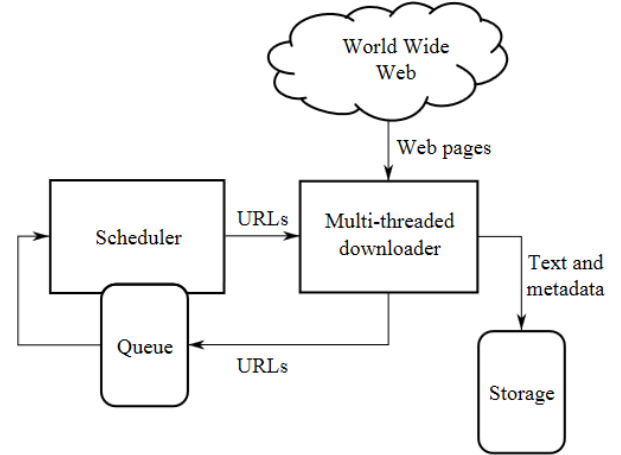 World Wide
Web
Web pages
Scheduler
URLs
Multi-threaded
downloader
Text and
metadata
Queue
URLs
Storage